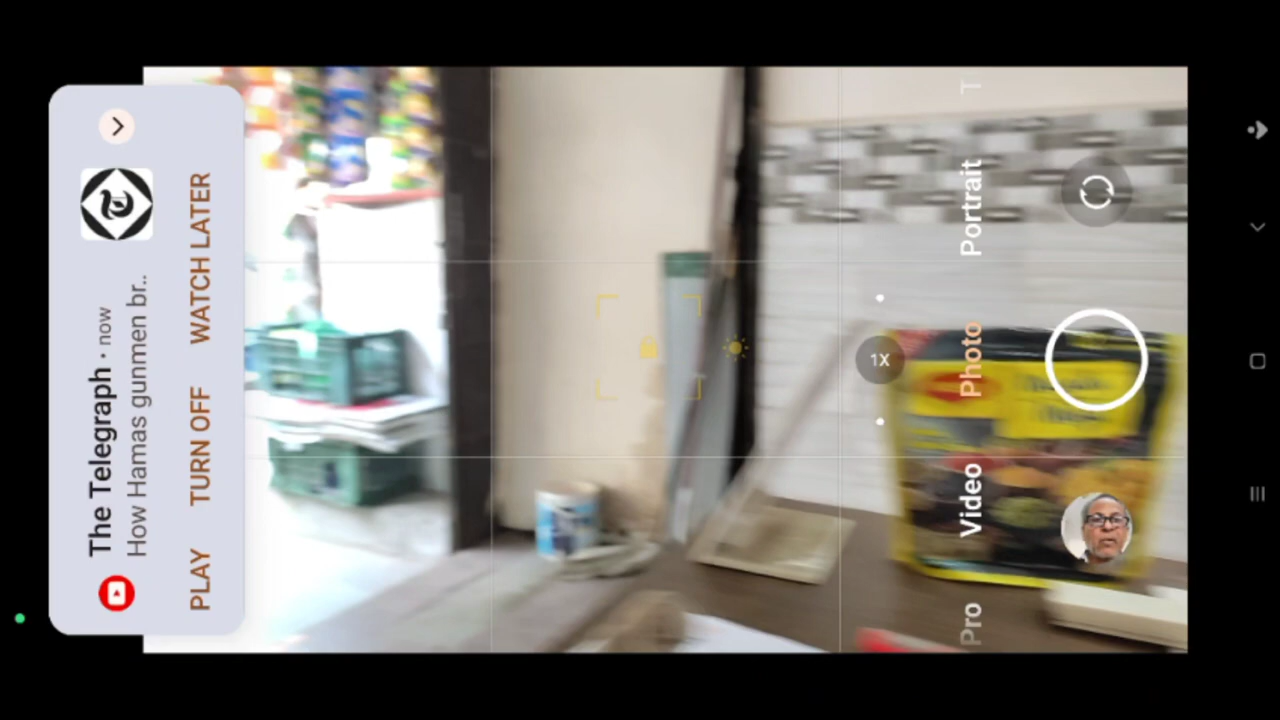 The Telegraph • now
How Hamas gunmen br..
PLAY TURN OFF WATCH LATER
1X
Pro Video Photo Portrait T